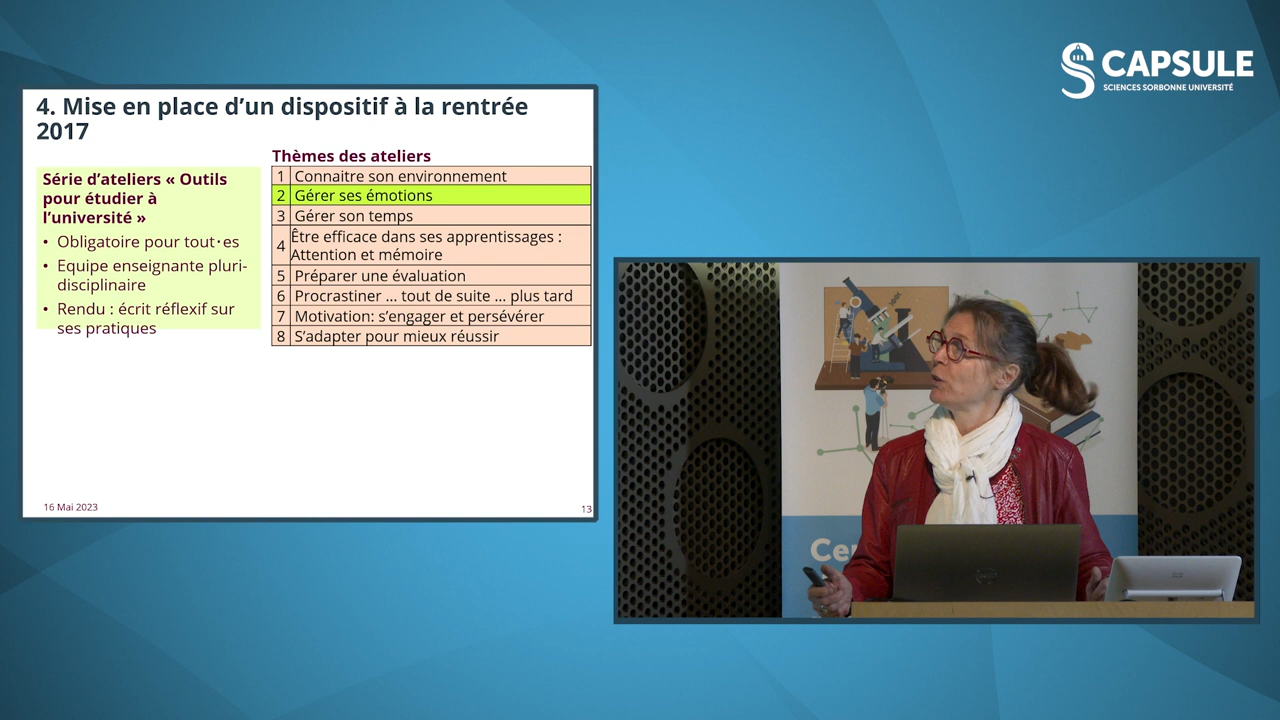 CAPSULE
SCIENCES SORBONNE UNIVERSITÉ
4. Mise en place d’un dispositif à la rentrée
2017
Série d’ateliers « Outils
pour étudier à
l’université »
• Obligatoire pour tout·es
• Equipe enseignante pluri-
disciplinaire
• Rendu : écrit réflexif sur
ses pratiques
Thèmes des ateliers
1 Connaitre son environnement
2 Gérer ses émotions
3 Gérer son temps
4 Être efficace dans ses apprentissages :
Attention et mémoire
5 Préparer une évaluation
6 Procrastiner ... tout de suite ... plus tard
7 Motivation: s’engager et persévérer
8 S’adapter pour mieux réussir
16 Mai 2023
13